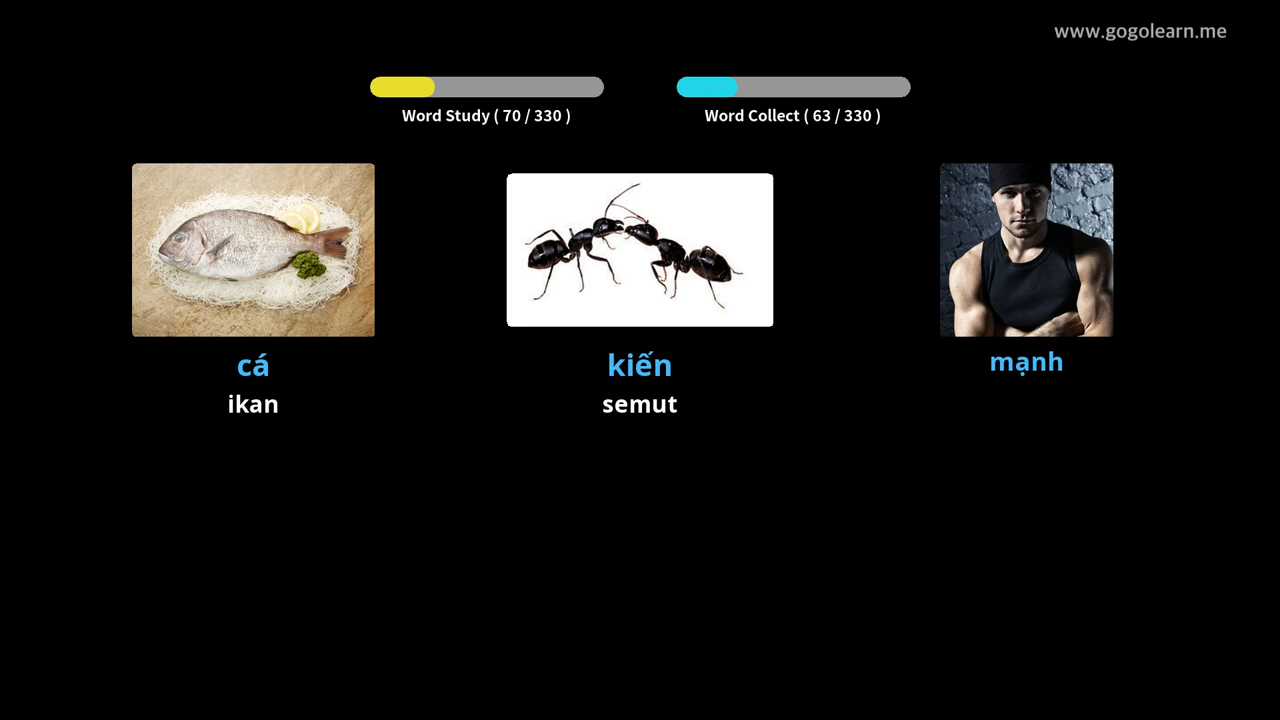 www.gogolearn.me
Word Study ( 70 / 330 )
Word Collect ( 63 / 330 )
cá
kiến
mạnh
ikan
semut